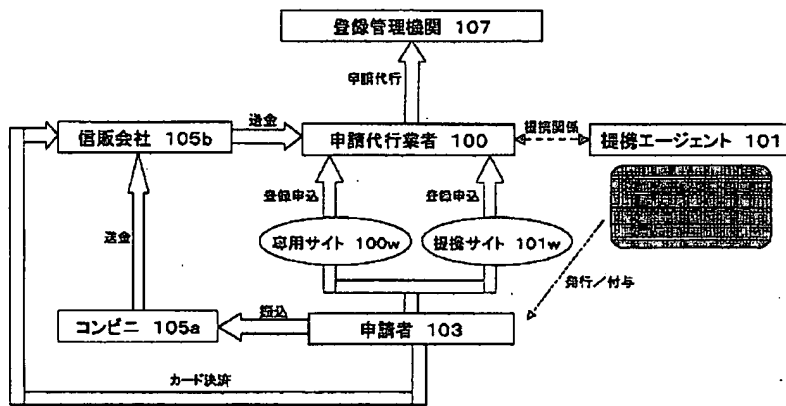 登録管理機関 107
申請代行
信販会社 105b
送金
申請代行業者 100
提携関係
提携エージェント 101
登録申込
登録申込
送金
専用サイト 100w
提携サイト 101w
発行／付与
コンビニ 105a
振込
申請者 103
カード決済